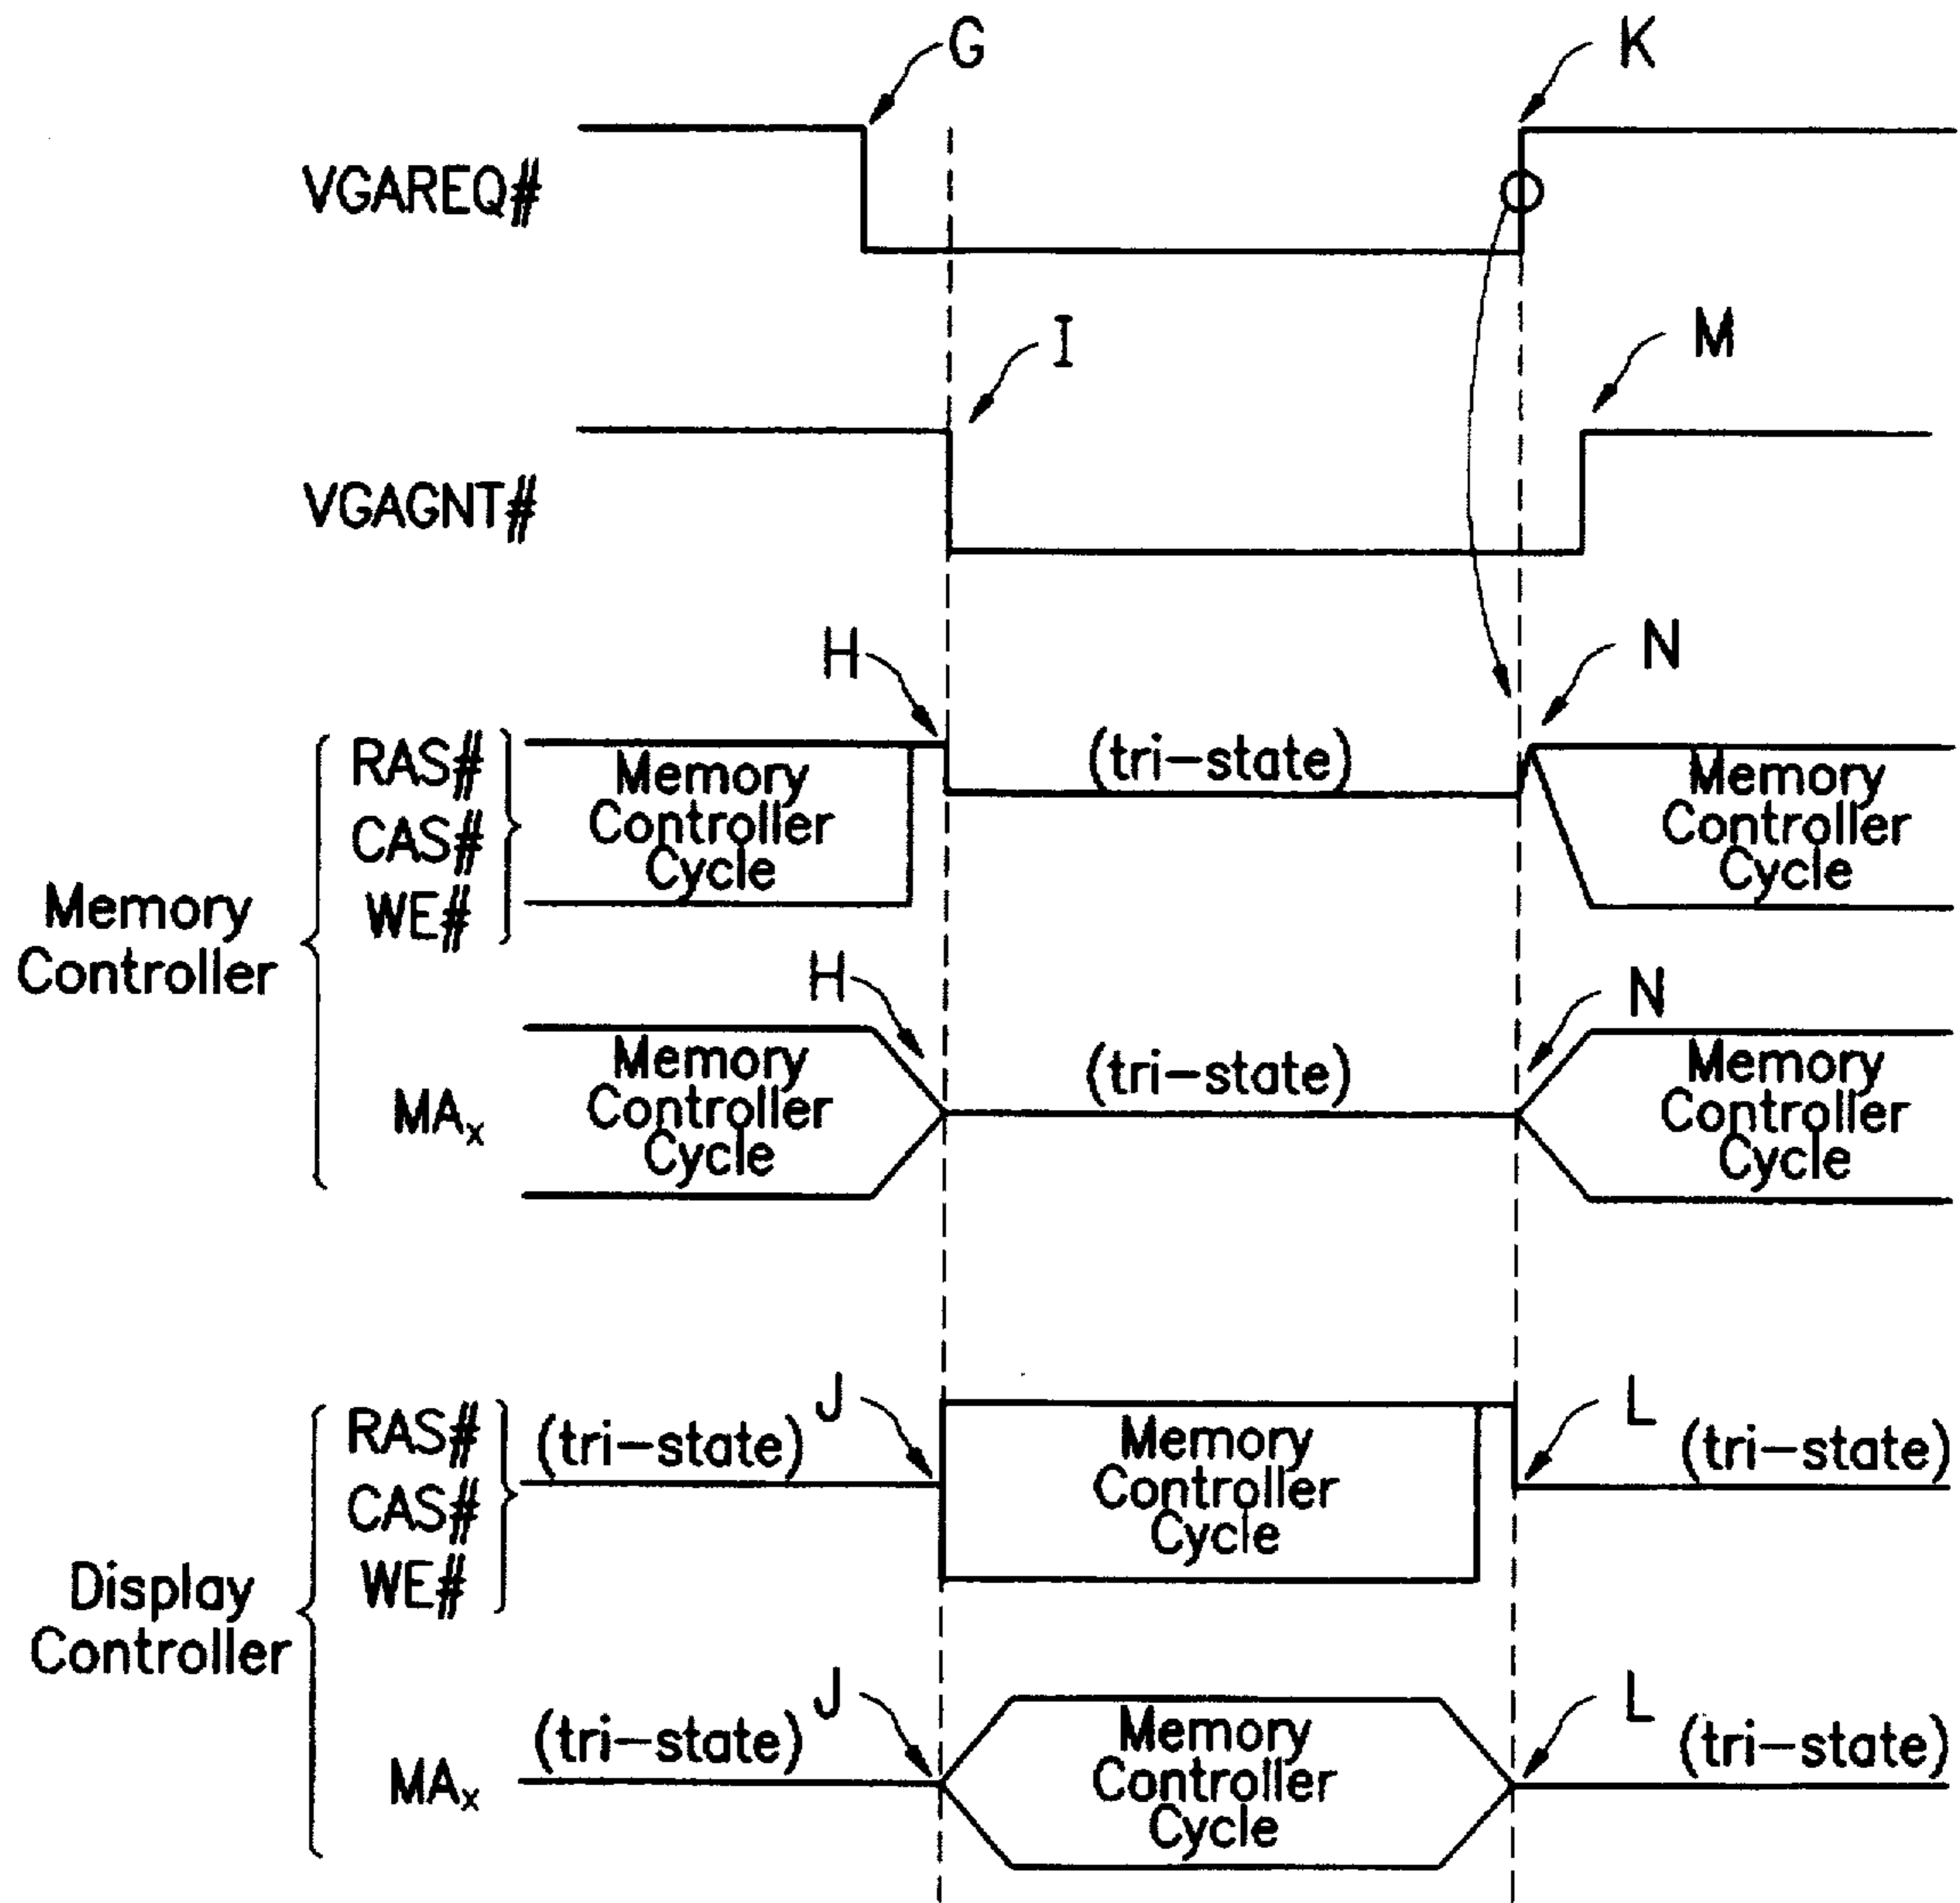 G
K
VGAREQ#
I
M
VGAGNT#
H
N
RAS#
CAS#
WE#
Memory
Controller
Cycle
(tri-state)
Memory
Controller
Cycle
Memory
Controller
H
N
MAx
Memory
Controller
Cycle
(tri-state)
Memory
Controller
Cycle
J
L
RAS#
CAS#
WE#
(tri-state)
Memory
Controller
Cycle
(tri-state)
Display
Controller
J
L
MAx
(tri-state)
Memory
Controller
Cycle
(tri-state)